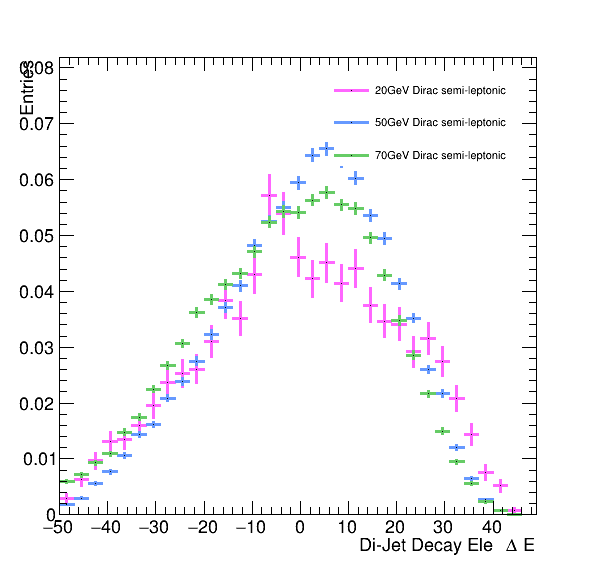 Entries
0.08
20GeV Dirac semi-leptonic
0.07
50GeV Dirac semi-leptonic
70GeV Dirac semi-leptonic
0.06
0.05
0.04
0.03
0.02
0.01
0
−50 −40 −30 −20 −10 0 10 20 30 40
Di-Jet Decay Ele Δ E